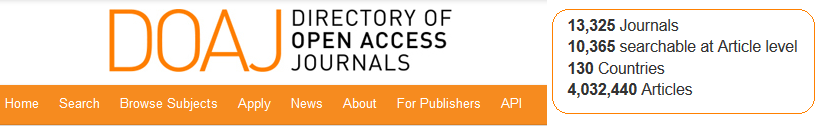 DOAJ
DIRECTORY OF
OPEN ACCESS
JOURNALS
Home Search Browse Subjects Apply News About For Publishers API
13,325 Journals
10,365 searchable at Article level
130 Countries
4,032,440 Articles